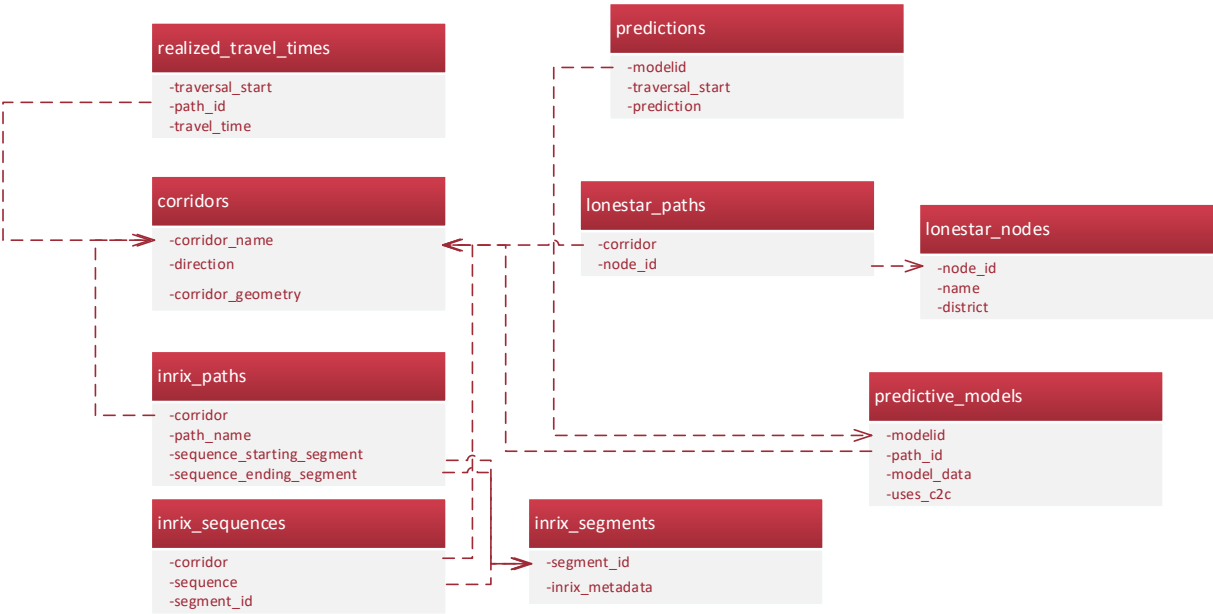 realized_travel_times
-traversal_start
-path_id
-travel_time
predictions
-modelid
-traversal_start
-prediction
corridors
-corridor_name
-direction
-corridor_geometry
lonestar_paths
-corridor
-node_id
lonestar_nodes
-node_id
-name
-district
inrix_paths
-corridor
-path_name
-sequence_starting_segment
-sequence_ending_segment
predictive_models
-modelid
-path_id
-model_data
-uses_c2c
inrix_sequences
-corridor
-sequence
-segment_id
inrix_segments
-segment_id
-inrix_metadata